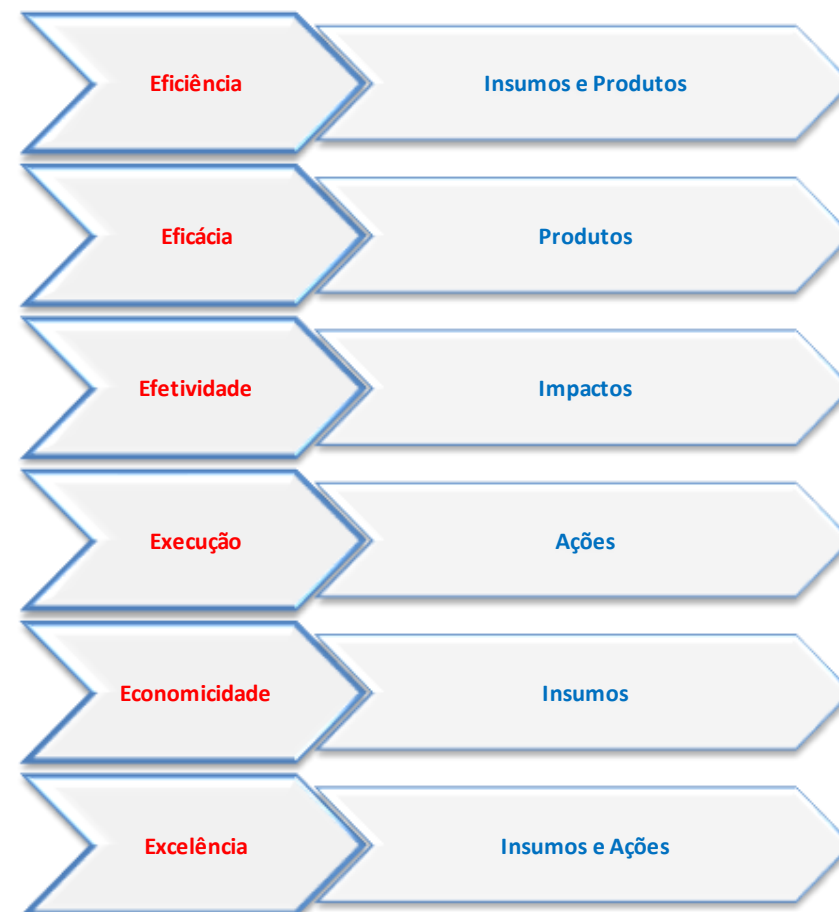 Eficiência
Insumos e Produtos
Eficácia
Produtos
Efetividade
Impactos
Execução
Ações
Economicidade
Insumos
Excelência
Insumos e Ações